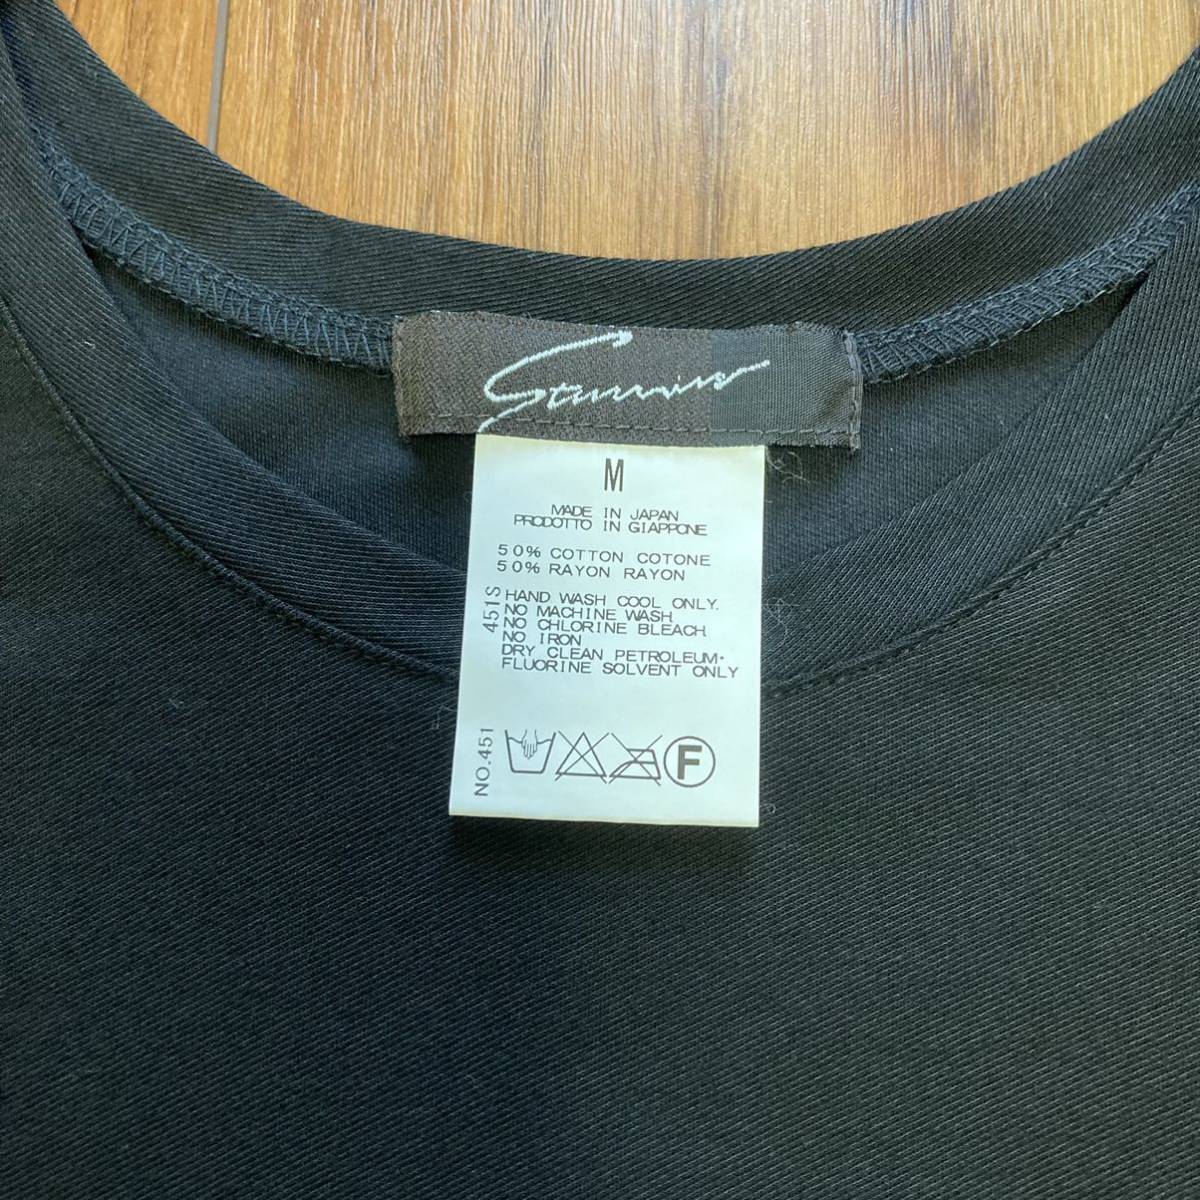 M
MADE IN JAPAN
PRODOTTO IN GIAPPONE
50% COTTON COTONE
50% RAYON RAYON
451S
HAND WASH COOL ONLY.
NO MACHINE WASH
NO CHLORINE BLEACH
NO IRON
DRY CLEAN PETROLEUM・
FLUORINE SOLVENT ONLY
NO.451
F